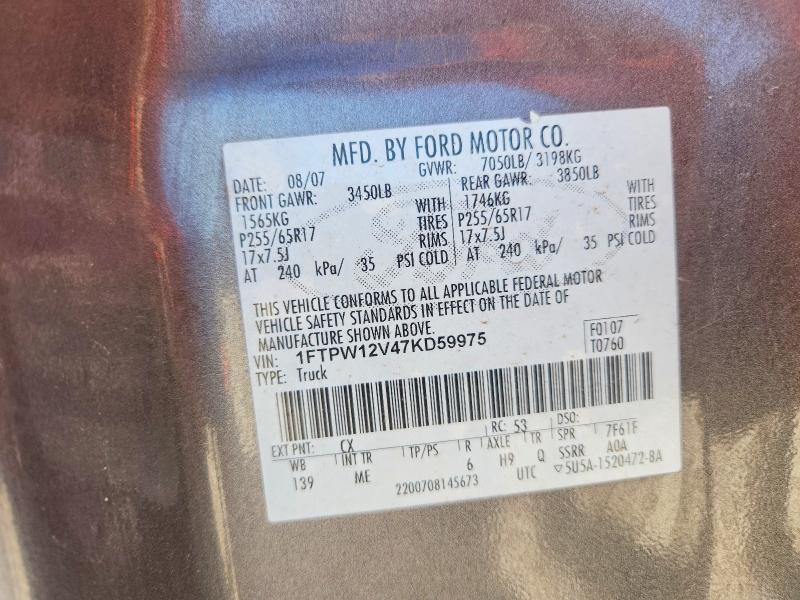 MFD. BY FORD MOTOR CO.
DATE: 08/07 GVWR: 7050LB/ 3198KG
FRONT GAWR: 3450LB REAR GAWR: 3850LB
1565KG WITH 1746KG WITH
P255/65R17 TIRES P255/65R17 TIRES
17x7.5J RIMS 17x7.5J RIMS
AT 240 kPa/ 35 PSI COLD AT 240 kPa/ 35 PSI COLD
THIS VEHICLE CONFORMS TO ALL APPLICABLE FEDERAL MOTOR
VEHICLE SAFETY STANDARDS IN EFFECT ON THE DATE OF
MANUFACTURE SHOWN ABOVE.
VIN: 1FTPW12V47KD59975 F0107
TYPE: Truck T0760
EXT PNT: CX RC: 53 DSO:
WB INT TR TP/PS R AXLE TR SPR 7F61F
139 ME 6 H9 Q SSRR AOA
2200708145673 UTC ▽5U5A-1520472-BA